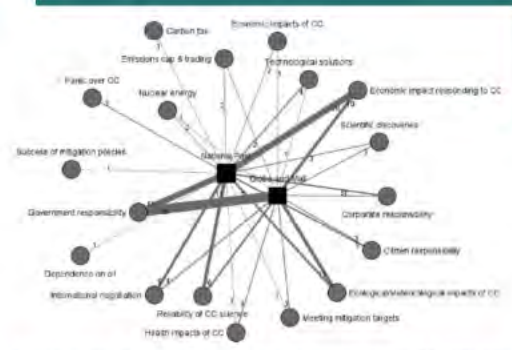 Economic impacts of CC
Carbon tax
Emissions cap & trading
Technological solutions
Panic over CC
Nuclear energy
Economic impact responding to CC
Scientific discoveries
Success of mitigation policies
National Post
Globe and Mail
Government responsibility
Corporate responsibility
Citizen responsibility
Dependence on oil
International negotiation
Reliability of CC science
Ecological/meteorological impacts of CC
Health impacts of CC
Meeting mitigation targets